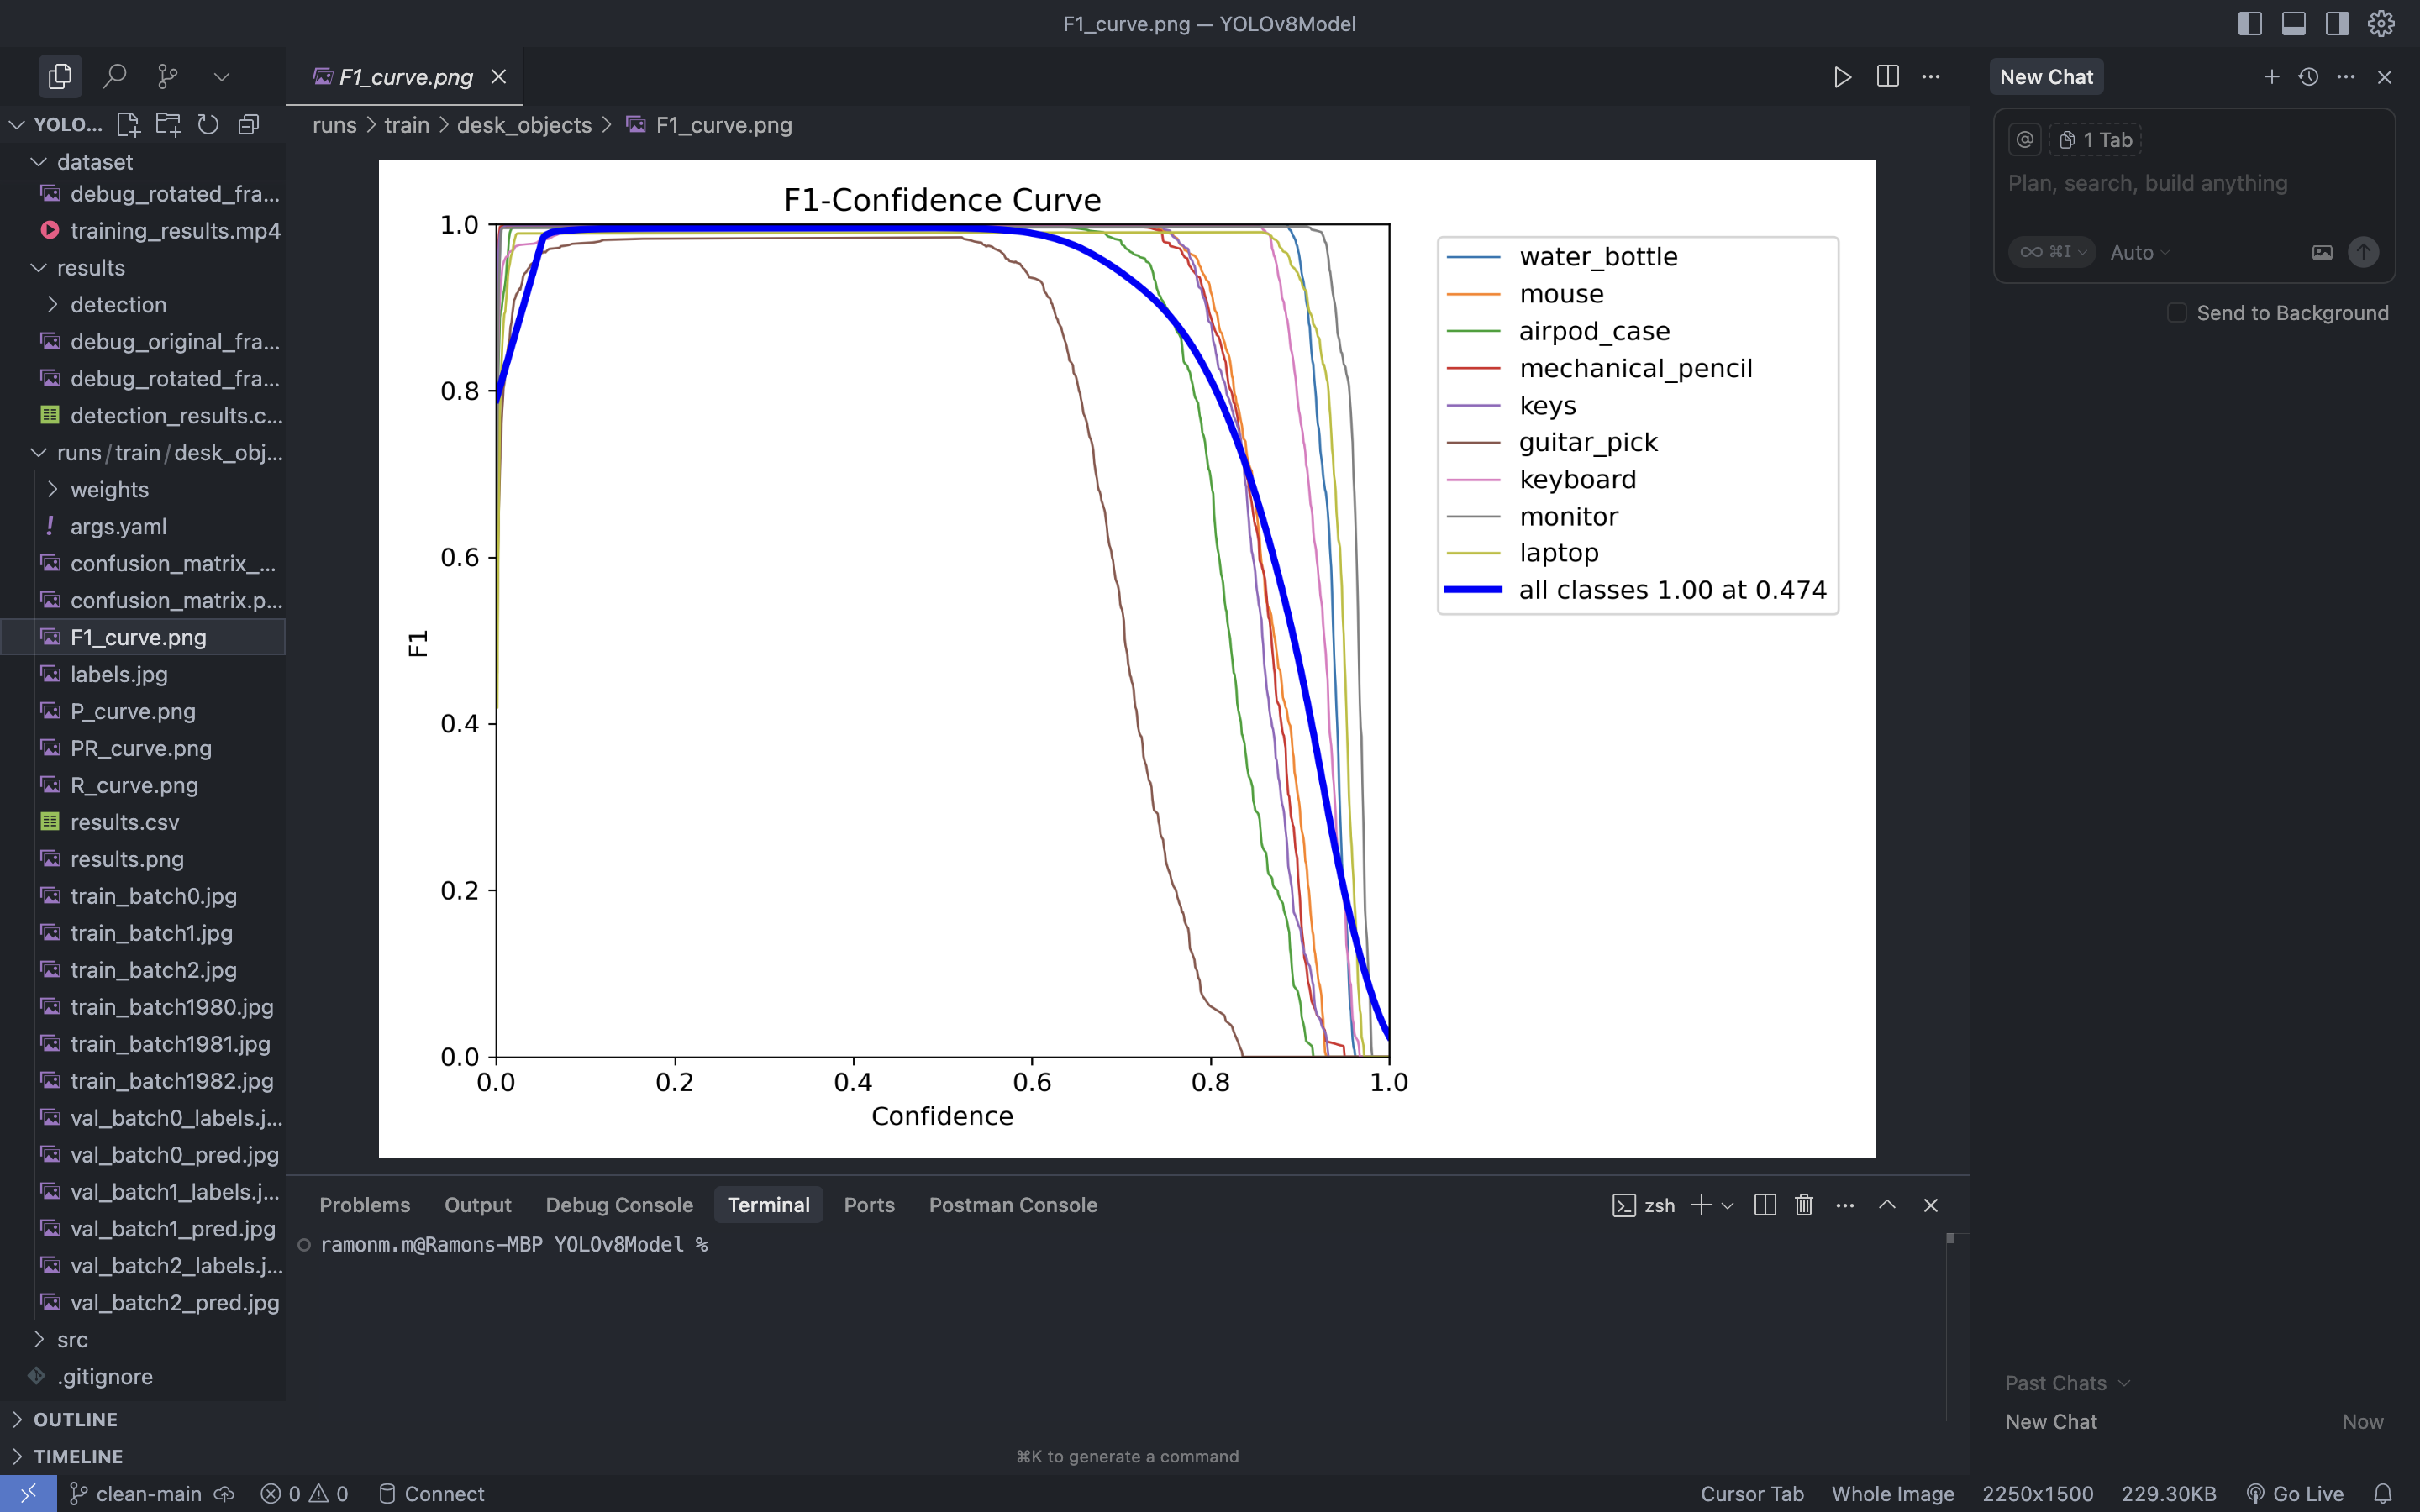 F1_curve.png — YOLOv8Model
F1_curve.png
New Chat
YOLO...
runs > train > desk_objects > F1_curve.png
dataset
debug_rotated_fra...
training_results.mp4
results
detection
debug_original_fra...
debug_rotated_fra...
detection_results.c...
runs/train/desk_obj...
weights
! args.yaml
confusion_matrix_...
confusion_matrix.p...
F1_curve.png
labels.jpg
P_curve.png
PR_curve.png
R_curve.png
results.csv
results.png
train_batch0.jpg
train_batch1.jpg
train_batch2.jpg
train_batch1980.jpg
train_batch1981.jpg
train_batch1982.jpg
val_batch0_labels.j...
val_batch0_pred.jpg
val_batch1_labels.j...
val_batch1_pred.jpg
val_batch2_labels.j...
val_batch2_pred.jpg
src
.gitignore
OUTLINE
TIMELINE
F1-Confidence Curve
1.0
0.8
0.6
0.4
0.2
0.0
F1
0.0 0.2 0.4 0.6 0.8 1.0
Confidence
water_bottle
mouse
airpod_case
mechanical_pencil
keys
guitar_pick
keyboard
monitor
laptop
all classes 1.00 at 0.474
@ 1 Tab
Plan, search, build anything
∞ ⌘I Auto
Send to Background
Problems Output Debug Console Terminal Ports Postman Console
zsh
ramonm.m@Ramons-MBP YOLOv8Model %
⌘K to generate a command
Past Chats
New Chat Now
clean-main 0 0 Connect
Cursor Tab Whole Image 2250x1500 229.30KB Go Live